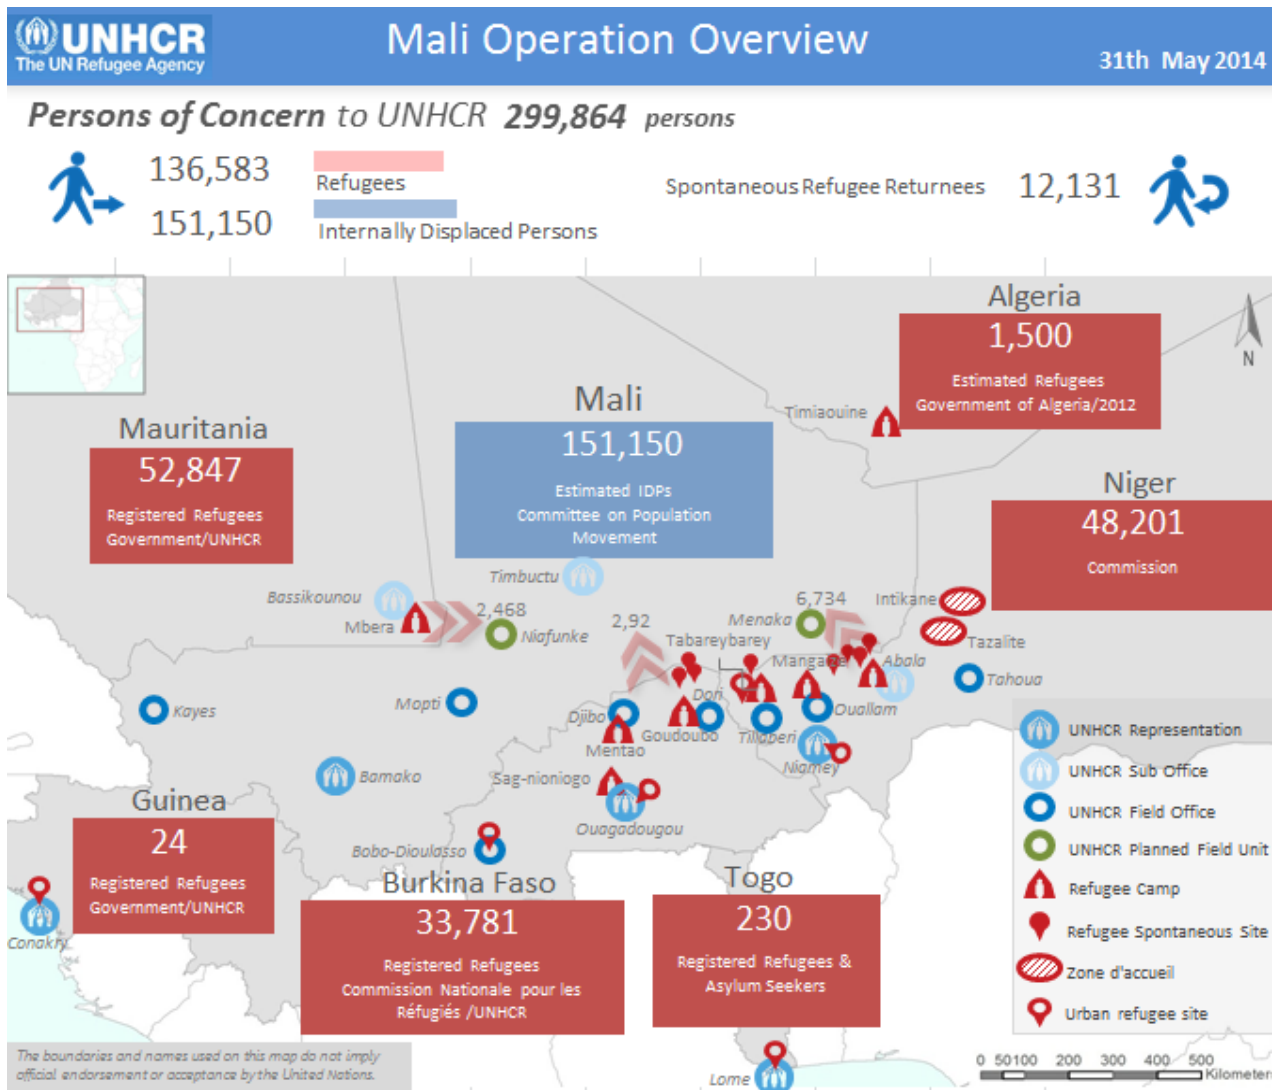 UNHCR
The UN Refugee Agency
Mali Operation Overview
31th May 2014
Persons of Concern to UNHCR 299,864 persons
136,583
Refugees
151,150
Internally Displaced Persons
Spontaneous Refugee Returnees 12,131
Algeria
1,500
Estimated Refugees
Government of Algeria/2012
N
Timiaouine
Mali
151,150
Estimated IDPs
Committee on Population
Movement
Mauritania
52,847
Registered Refugees
Government/UNHCR
Niger
48,201
Commission
Timbuctu
Bassikounou
Mbera
2,468
Niafunke
2,92
Menaka
6,734
Intikane
Tazalite
Tabareybarey
Mangaize
Abala
Tahoua
Kayes
Mopti
Djibo
Dori
Ouallam
Mentao
Goudoubo
Tillaberi
Niamey
Bamako
Sag-nioniogo
Ouagadougou
Bobo-Dioulasso
Guinea
24
Registered Refugees
Government/UNHCR
Conakry
Burkina Faso
33,781
Registered Refugees
Commission Nationale pour les
Réfugiés /UNHCR
Togo
230
Registered Refugees &
Asylum Seekers
Lome
UNHCR Representation
UNHCR Sub Office
UNHCR Field Office
UNHCR Planned Field Unit
Refugee Camp
Refugee Spontaneous Site
Zone d'accueil
Urban refugee site
The boundaries and names used on this map do not imply
official endorsement or acceptance by the United Nations.
0 50 100 200 300 400 500
Kilometers